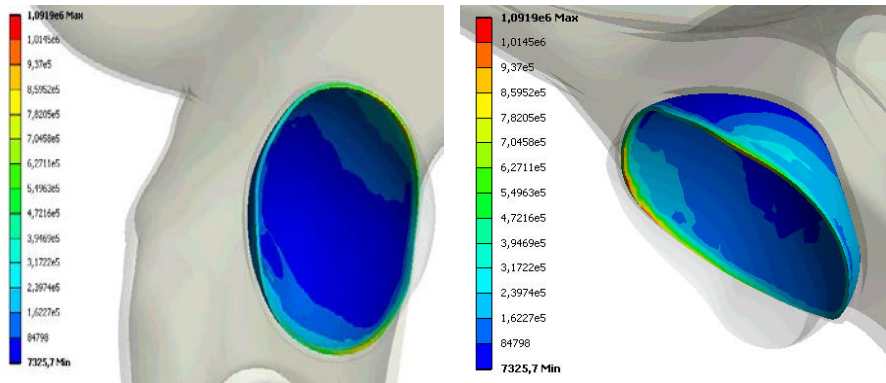 1,0919e6 Max
1,0145e6
9,37e5
8,5952e5
7,8205e5
7,0458e5
6,2711e5
5,4963e5
4,7216e5
3,9469e5
3,1722e5
2,3974e5
1,6227e5
84798
7325,7 Min
1,0919e6 Max
1,0145e6
9,37e5
8,5952e5
7,8205e5
7,0458e5
6,2711e5
5,4963e5
4,7216e5
3,9469e5
3,1722e5
2,3974e5
1,6227e5
84798
7325,7 Min